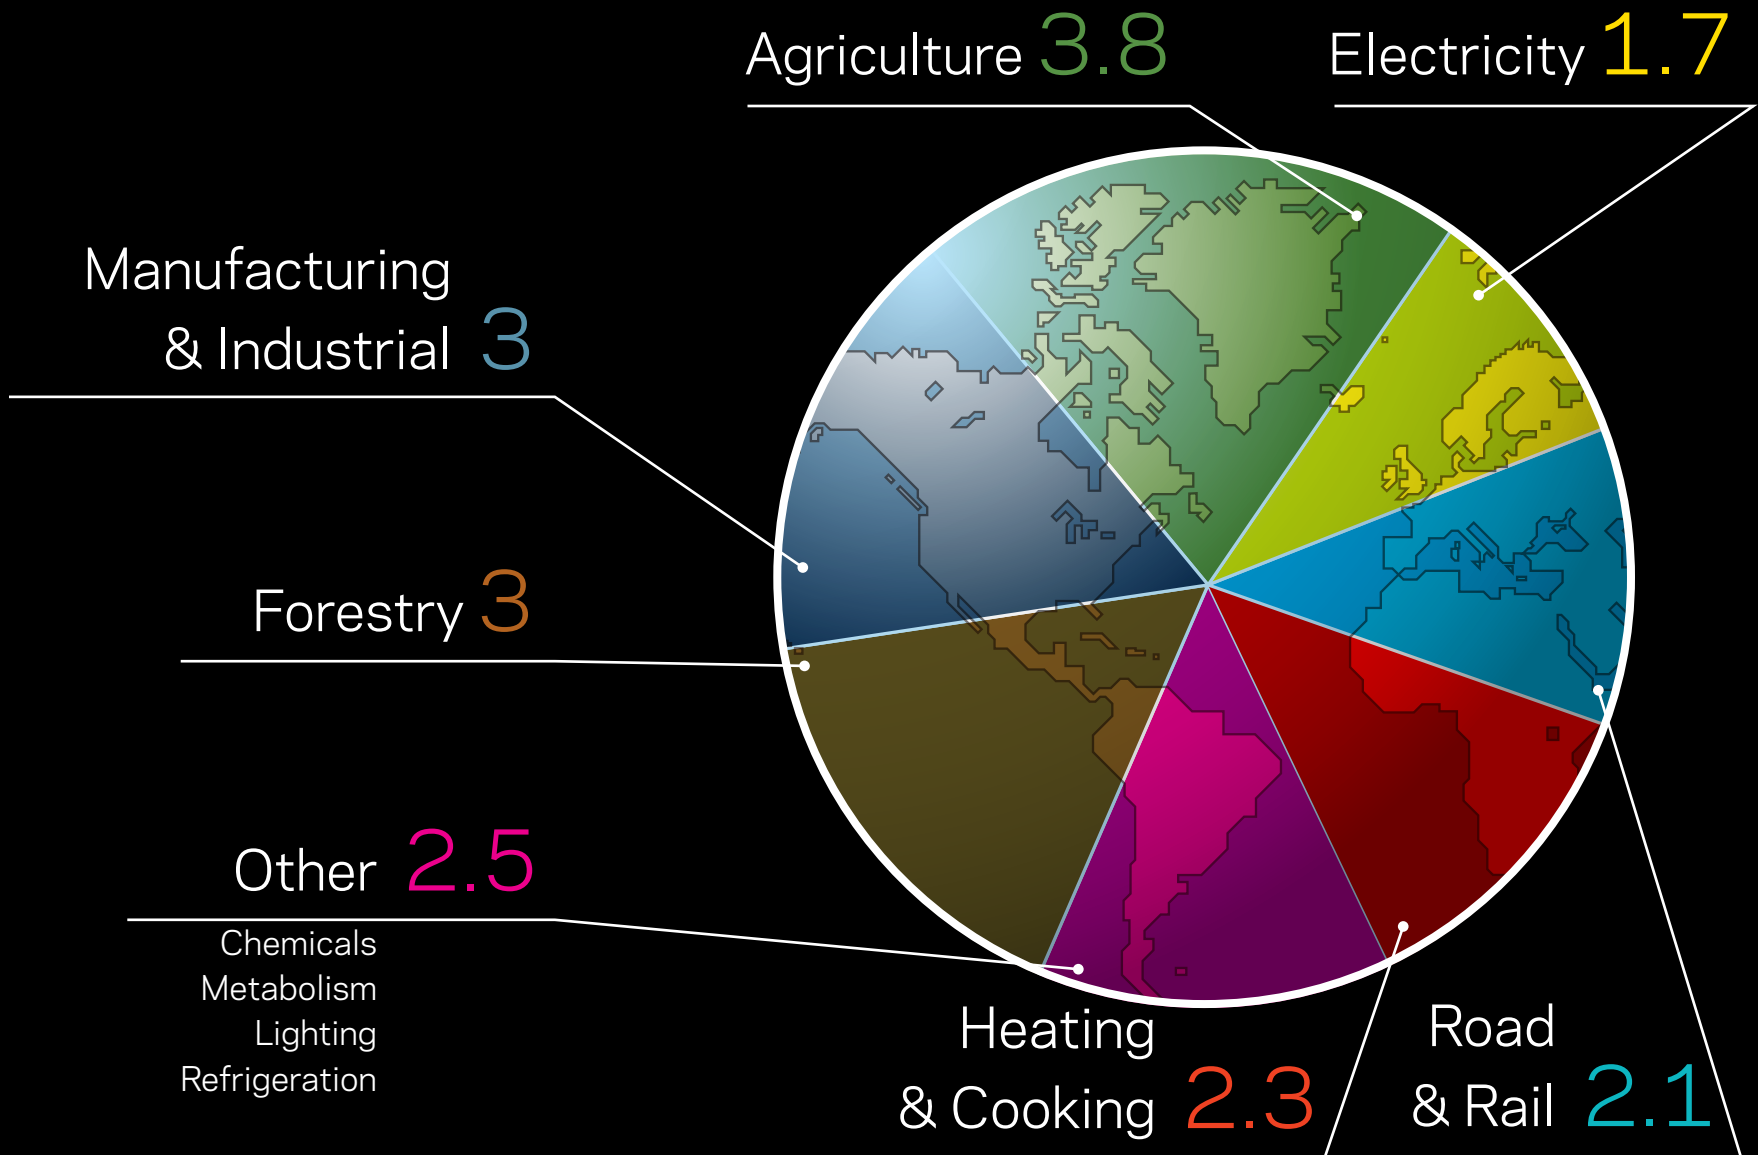 Agriculture 3.8
Electricity 1.7
Manufacturing
& Industrial 3
Forestry 3
Other 2.5
Chemicals
Metabolism
Lighting
Refrigeration
Heating
& Cooking 2.3
Road
& Rail 2.1